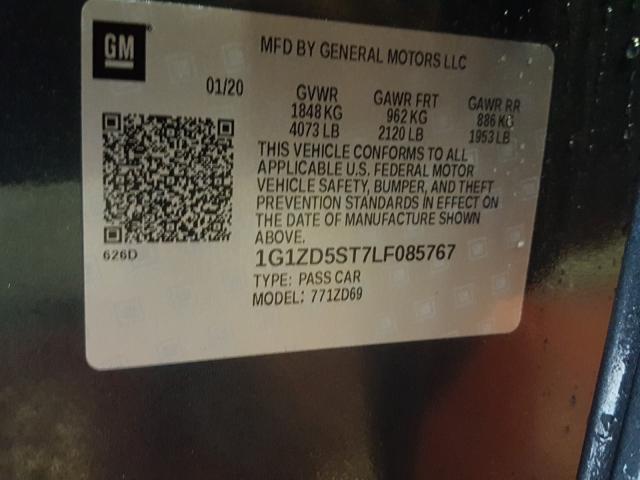 GM
MFD BY GENERAL MOTORS LLC
01/20
GVWR GAWR FRT GAWR RR
1848 KG 962 KG 886 KG
4073 LB 2120 LB 1953 LB
THIS VEHICLE CONFORMS TO ALL
APPLICABLE U.S. FEDERAL MOTOR
VEHICLE SAFETY, BUMPER, AND THEFT
PREVENTION STANDARDS IN EFFECT ON
THE DATE OF MANUFACTURE SHOWN
ABOVE.
626D
1G1ZD5ST7LF085767
TYPE: PASS CAR
MODEL: 771ZD69